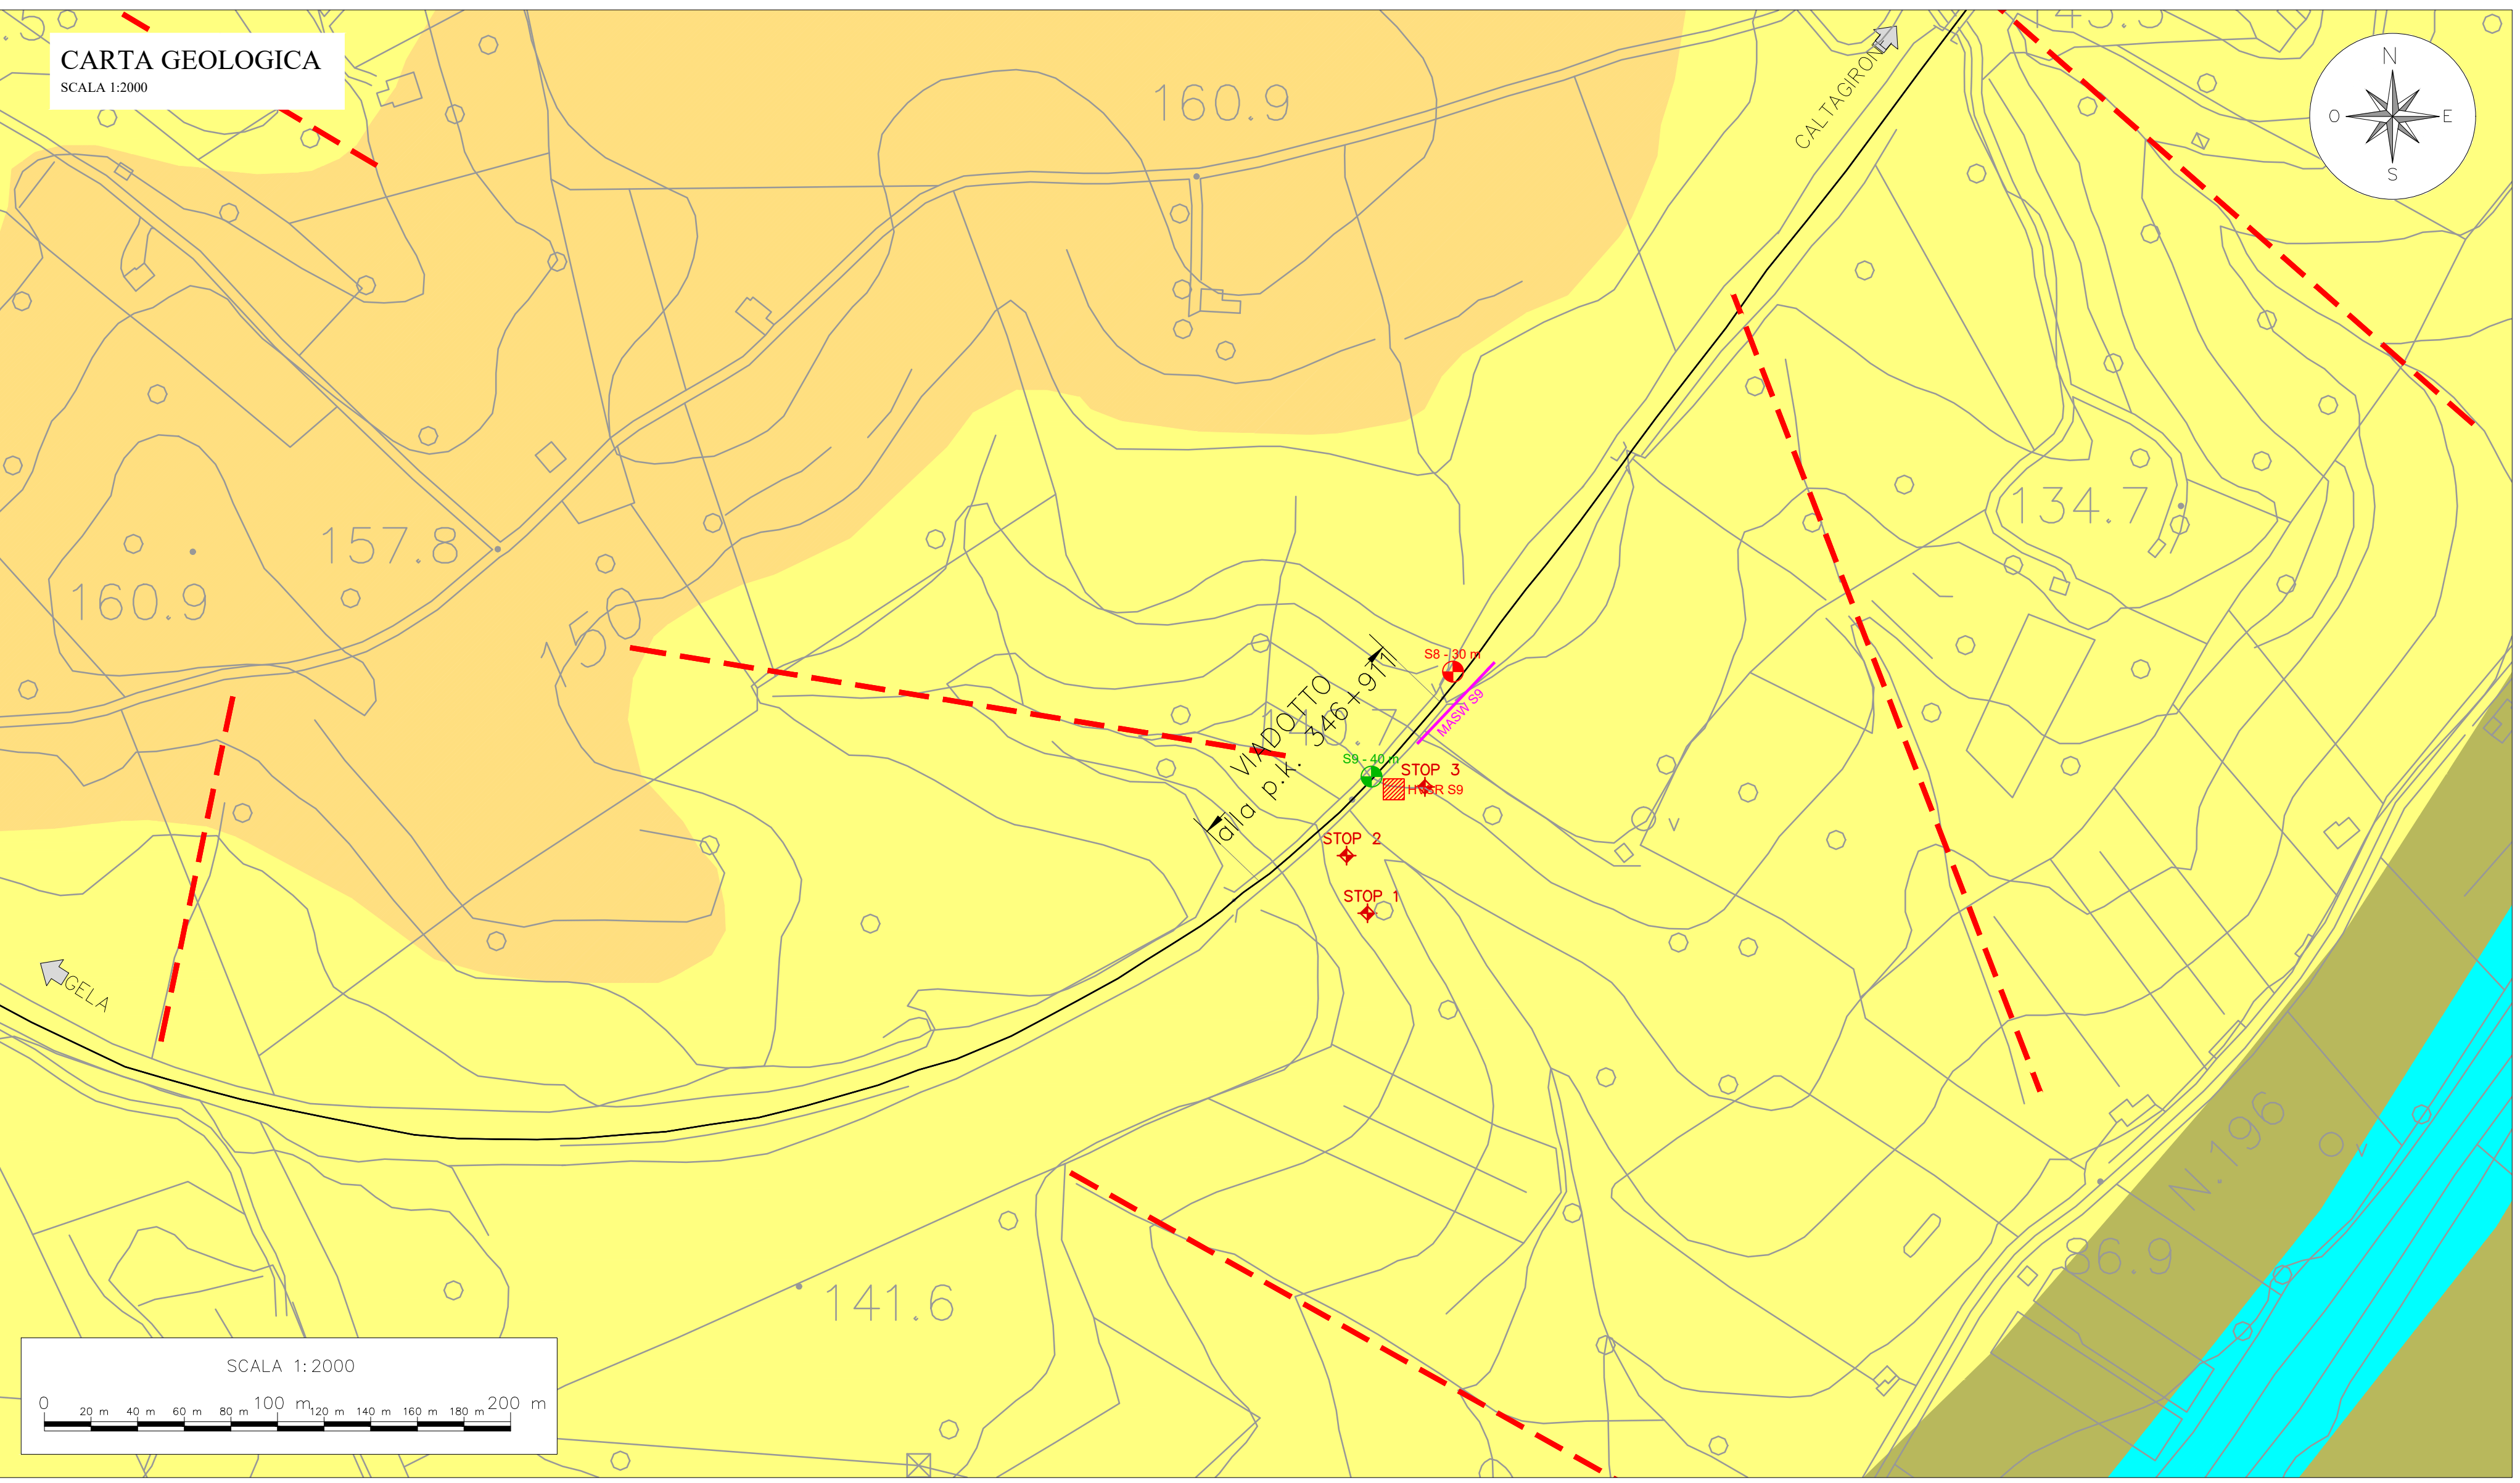 CARTA GEOLOGICA
SCALA 1:2000
160.9
CALTAGIRONE
N
O
E
S
157.8
160.9
150
134.7
S8 - 30 m
MASW S9
VIADOTTO
alla p.k. 346+911
S9 - 40 m
STOP 3
HVSR S9
STOP 2
STOP 1
GELA
N.196
86.9
141.6
SCALA 1:2000
0
20 m
40 m
60 m
80 m
100 m
120 m
140 m
160 m
180 m
200 m